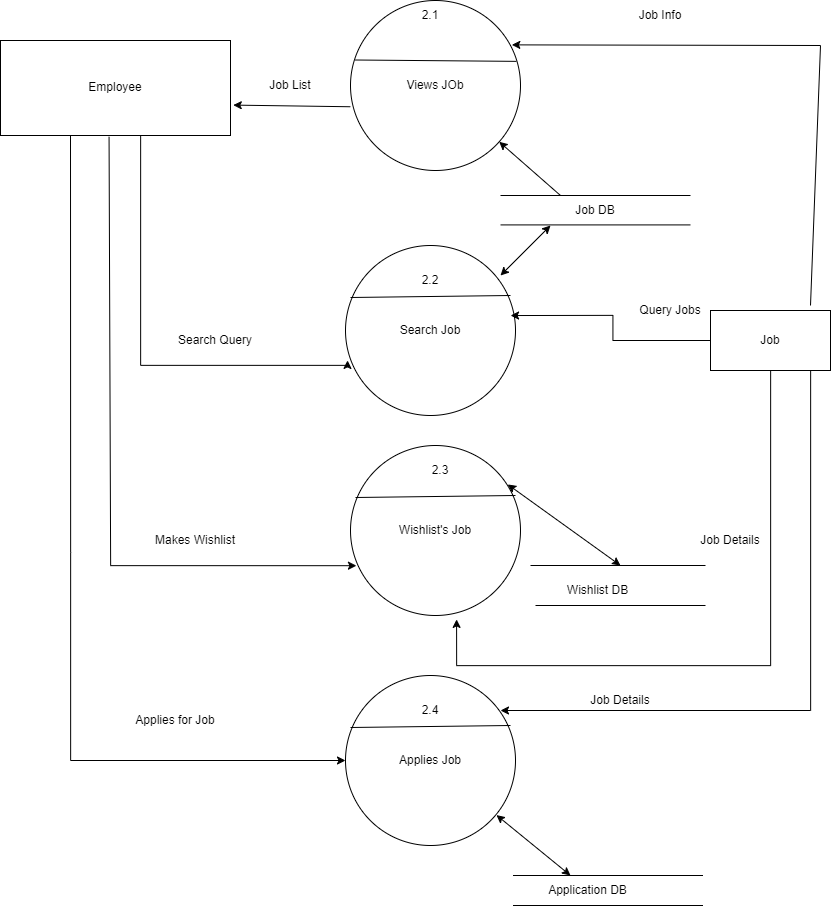 2.1
Job Info
Employee
Job List
Views JOb
Job DB
2.2
Query Jobs
Search Query
Search Job
Job
2.3
Makes Wishlist
Wishlist's Job
Job Details
Wishlist DB
2.4
Job Details
Applies for Job
Applies Job
Application DB